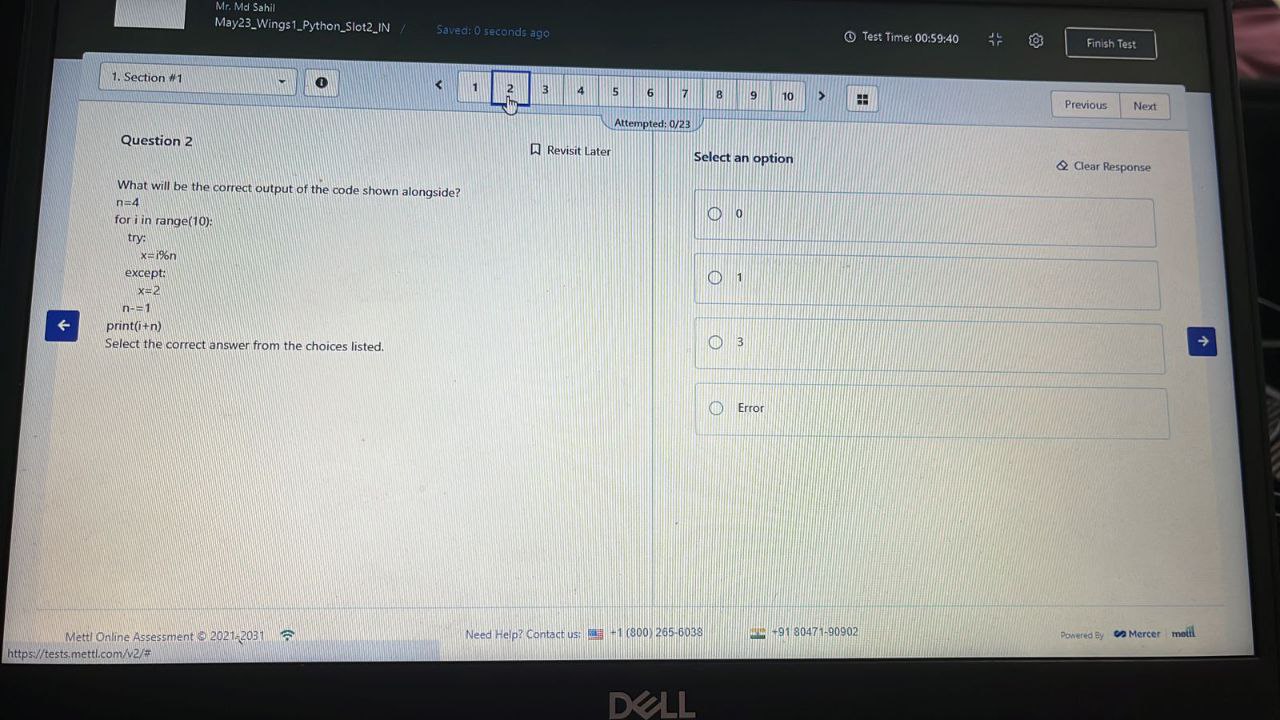 Mr. Md Sahil
May23_Wings1_Python_Slot2_IN /
Saved: 0 seconds ago
Test Time: 00:59:40
Finish Test
1. Section #1
1 2 3 4 5 6 7 8 9 10
Previous Next
Attempted: 0/23
Question 2
Revisit Later
What will be the correct output of the code shown alongside?
n=4
for i in range(10):
try:
x=i%n
except:
x=2
n-=1
print(i+n)
Select the correct answer from the choices listed.
Select an option
Clear Response
0
1
3
Error
Mettl Online Assessment © 2021-2031
Need Help? Contact us: +1 (800) 265-6038
+91 80471-90902
Powered By Mercer mettl
https://tests.mettl.com/v2/#
DELL